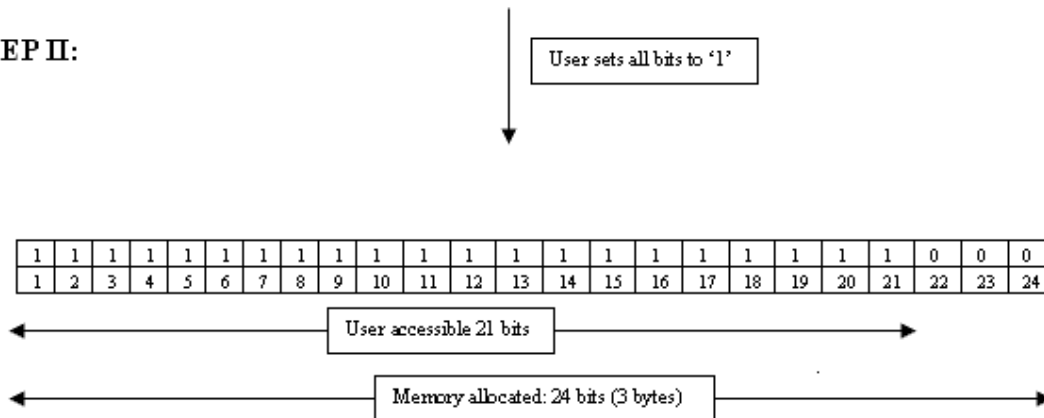 EP II:
User sets all bits to ‘1’
1 1 1 1 1 1 1 1 1 1 1 1 1 1 1 1 1 1 1 1 1 0 0 0
1 2 3 4 5 6 7 8 9 10 11 12 13 14 15 16 17 18 19 20 21 22 23 24
User accessible 21 bits
Memory allocated: 24 bits (3 bytes)